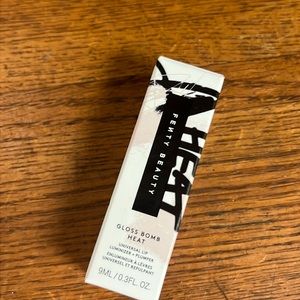 HEAT
FENTY BEAUTY
GLOSS BOMB
HEAT
UNIVERSAL LIP
LUMINIZER + PLUMPER
ENLUMINEUR À LÈVRES
UNIVERSEL ET REPULPANT
9ML/0.3FL.OZ